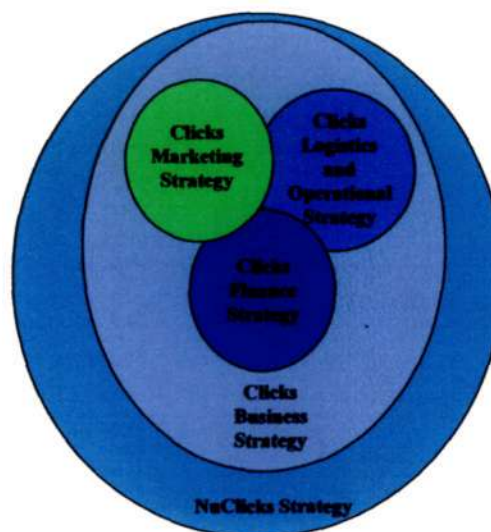 Clicks
Marketing
Strategy
Clicks
Logistics
and
Operational
Strategy
Clicks
Finance
Strategy
Clicks
Business
Strategy
NuClicks Strategy